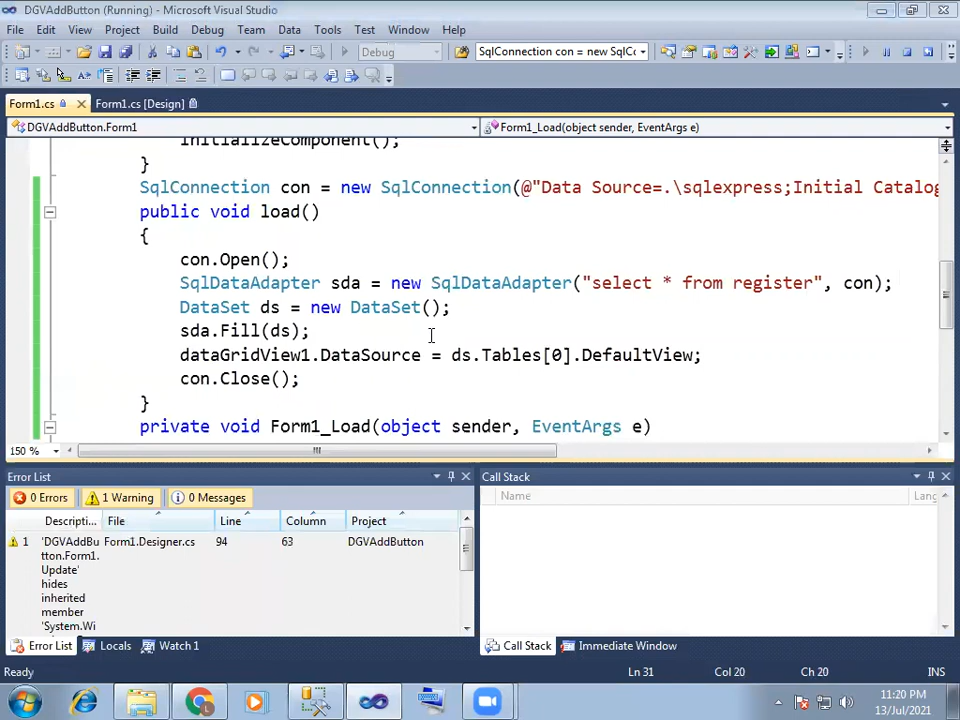 DGVAddButton (Running) - Microsoft Visual Studio
File Edit View Project Build Debug Team Data Tools Test Window Help
Debug SqlConnection con = new SqlCc
Form1.cs Form1.cs [Design]
DGVAddButton.Form1 Form1_Load(object sender, EventArgs e)
InitializeComponent();
}
SqlConnection con = new SqlConnection(@"Data Source=.\sqlexpress;Initial Catalog
public void load()
{
con.Open();
SqlDataAdapter sda = new SqlDataAdapter("select * from register", con);
DataSet ds = new DataSet();
sda.Fill(ds);
dataGridView1.DataSource = ds.Tables[0].DefaultView;
con.Close();
}
private void Form1_Load(object sender, EventArgs e)
150 %
Error List
0 Errors 1 Warning 0 Messages
Descripti... File Line Column Project
1 'DGVAddBu Form1.Designer.cs 94 63 DGVAddButton
tton.Form1.
Update'
hides
inherited
member
'System.Wi
Error List Locals Watch 1
Call Stack
Name Lang
Call Stack Immediate Window
Ready Ln 31 Col 20 Ch 20 INS
11:20 PM
13/Jul/2021